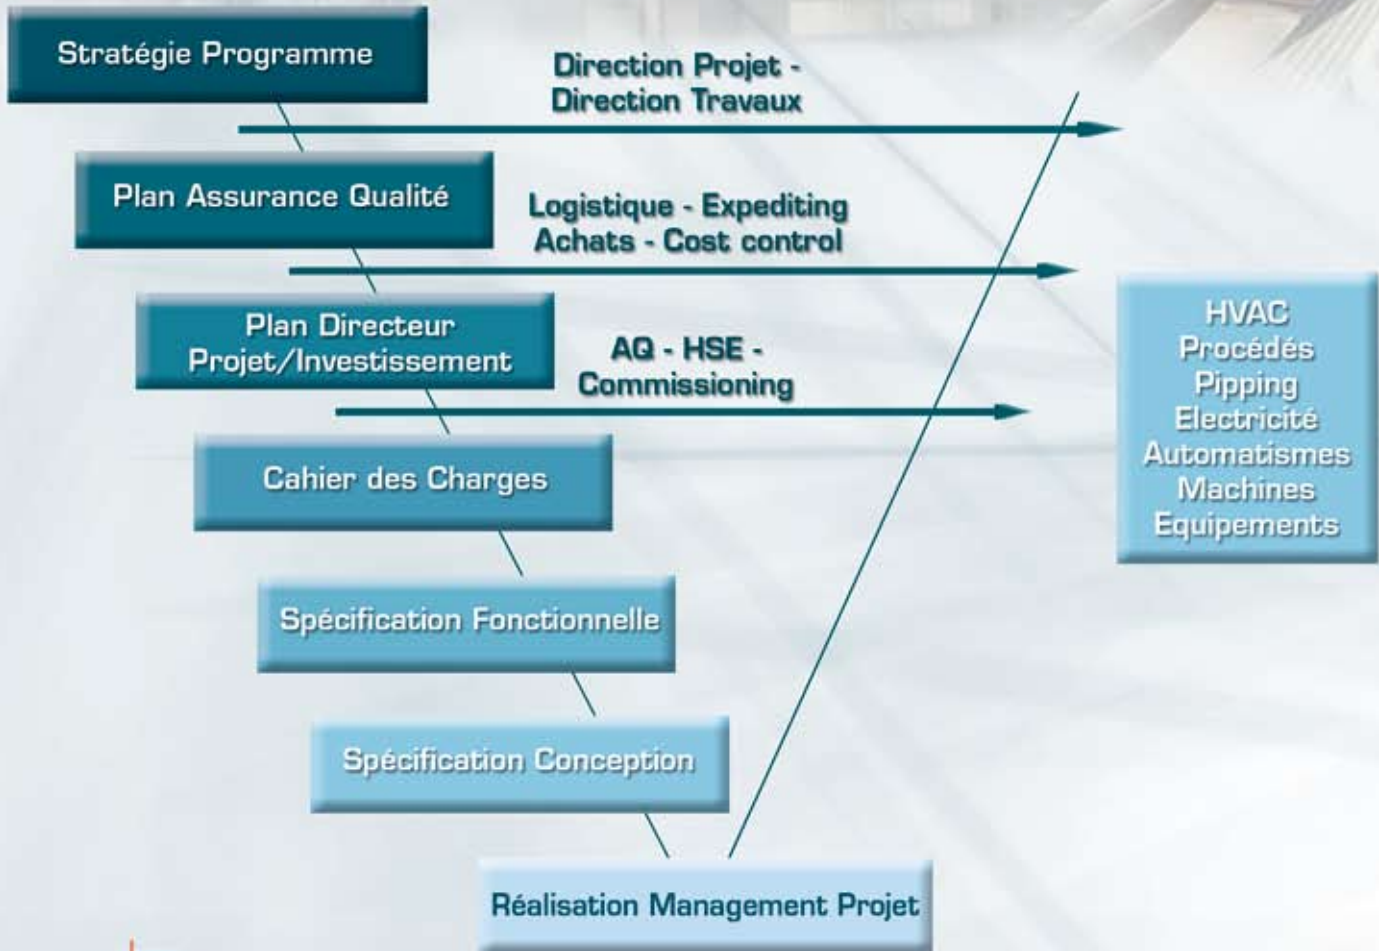 Stratégie Programme
Direction Projet -
Direction Travaux
Plan Assurance Qualité
Logistique - Expediting
Achats - Cost control
Plan Directeur
Projet/Investissement
AQ - HSE -
Commissioning
HVAC
Procédés
Pipping
Electricité
Automatismes
Machines
Equipements
Cahier des Charges
Spécification Fonctionnelle
Spécification Conception
Réalisation Management Projet